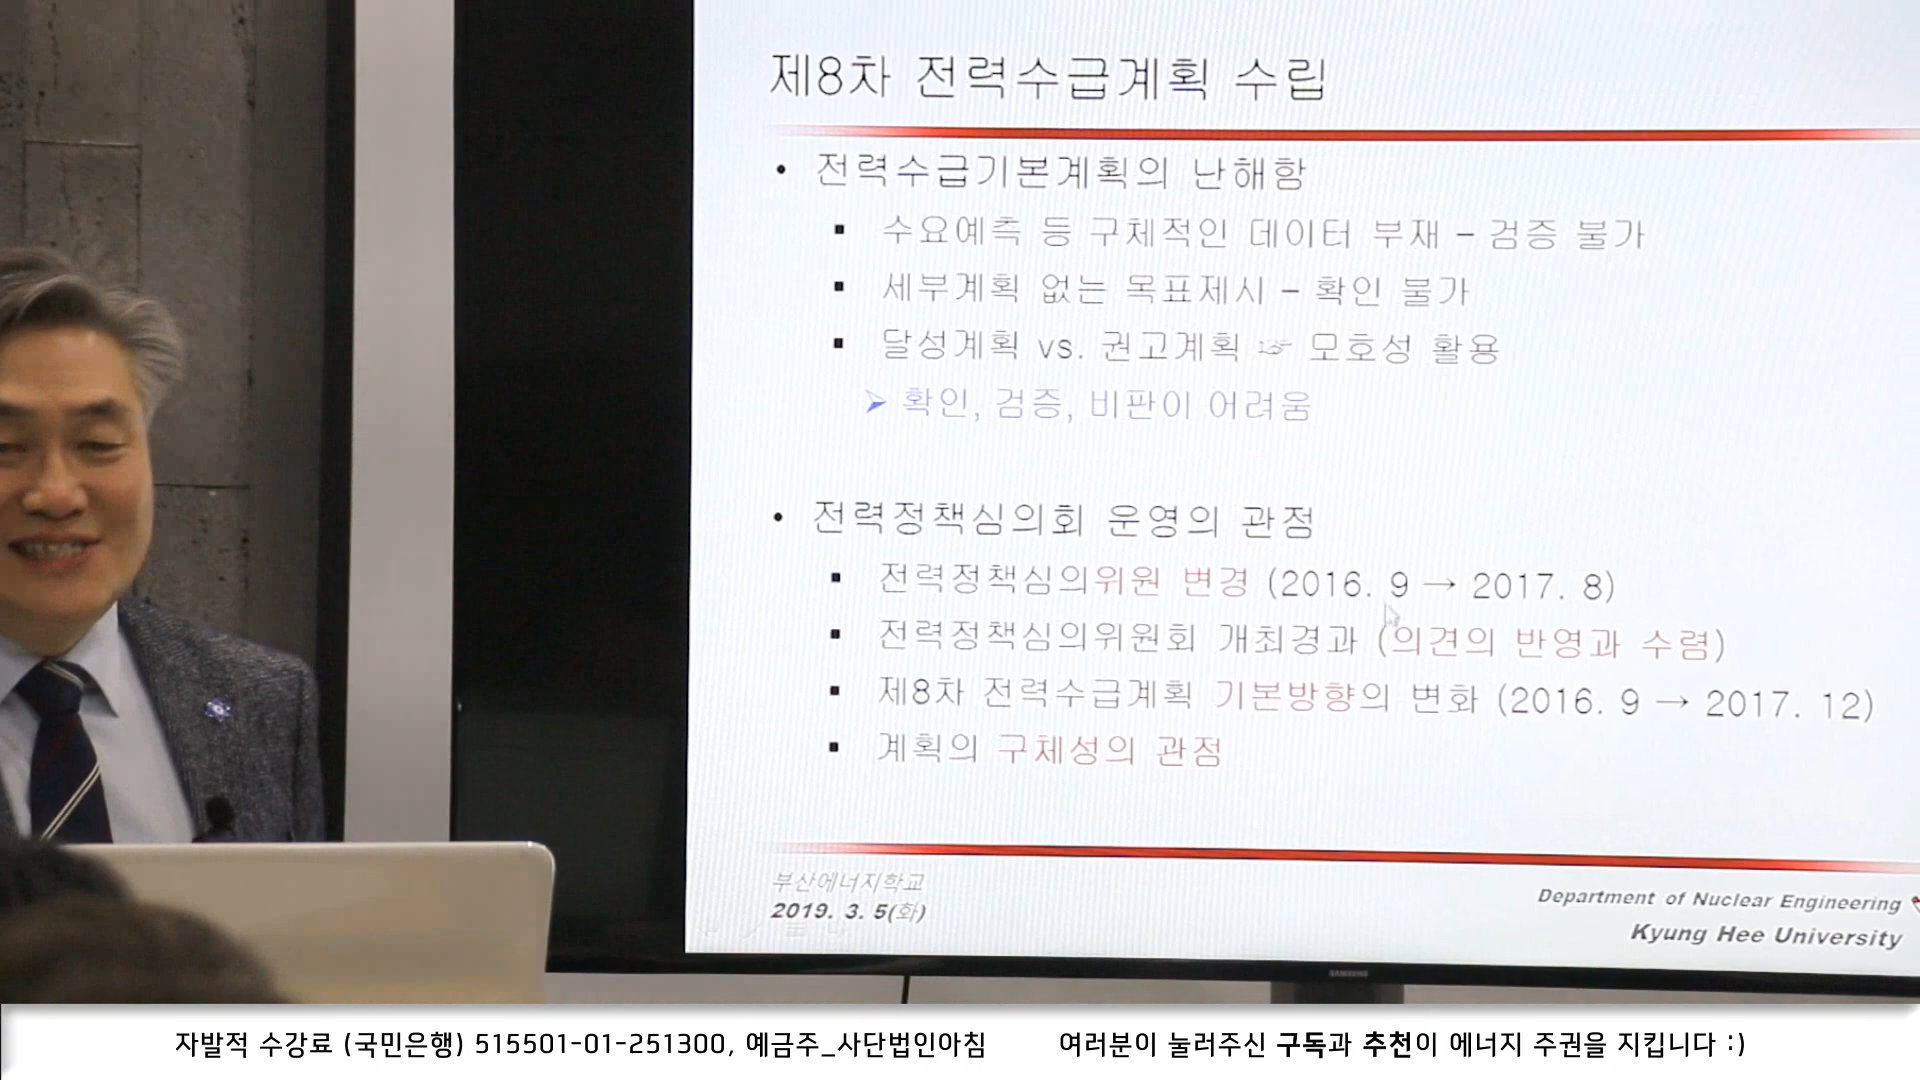 제8차 전력수급계획 수립
• 전력수급기본계획의 난해함
▪ 수요예측 등 구체적인 데이터 부재 – 검증 불가
▪ 세부계획 없는 목표제시 – 확인 불가
▪ 달성계획 vs. 권고계획 ☞ 모호성 활용
➢ 확인, 검증, 비판이 어려움
• 전력정책심의회 운영의 관점
▪ 전력정책심의위원 변경 (2016. 9 → 2017. 8)
▪ 전력정책심의위원회 개최경과 (의견의 반영과 수렴)
▪ 제8차 전력수급계획 기본방향의 변화 (2016. 9 → 2017. 12)
▪ 계획의 구체성의 관점
부산에너지학교
2019. 3. 5(화)
Department of Nuclear Engineering
Kyung Hee University
SAMSUNG
자발적 수강료 (국민은행) 515501-01-251300, 예금주_사단법인아침
여러분이 눌러주신 구독과 추천이 에너지 주권을 지킵니다 :)